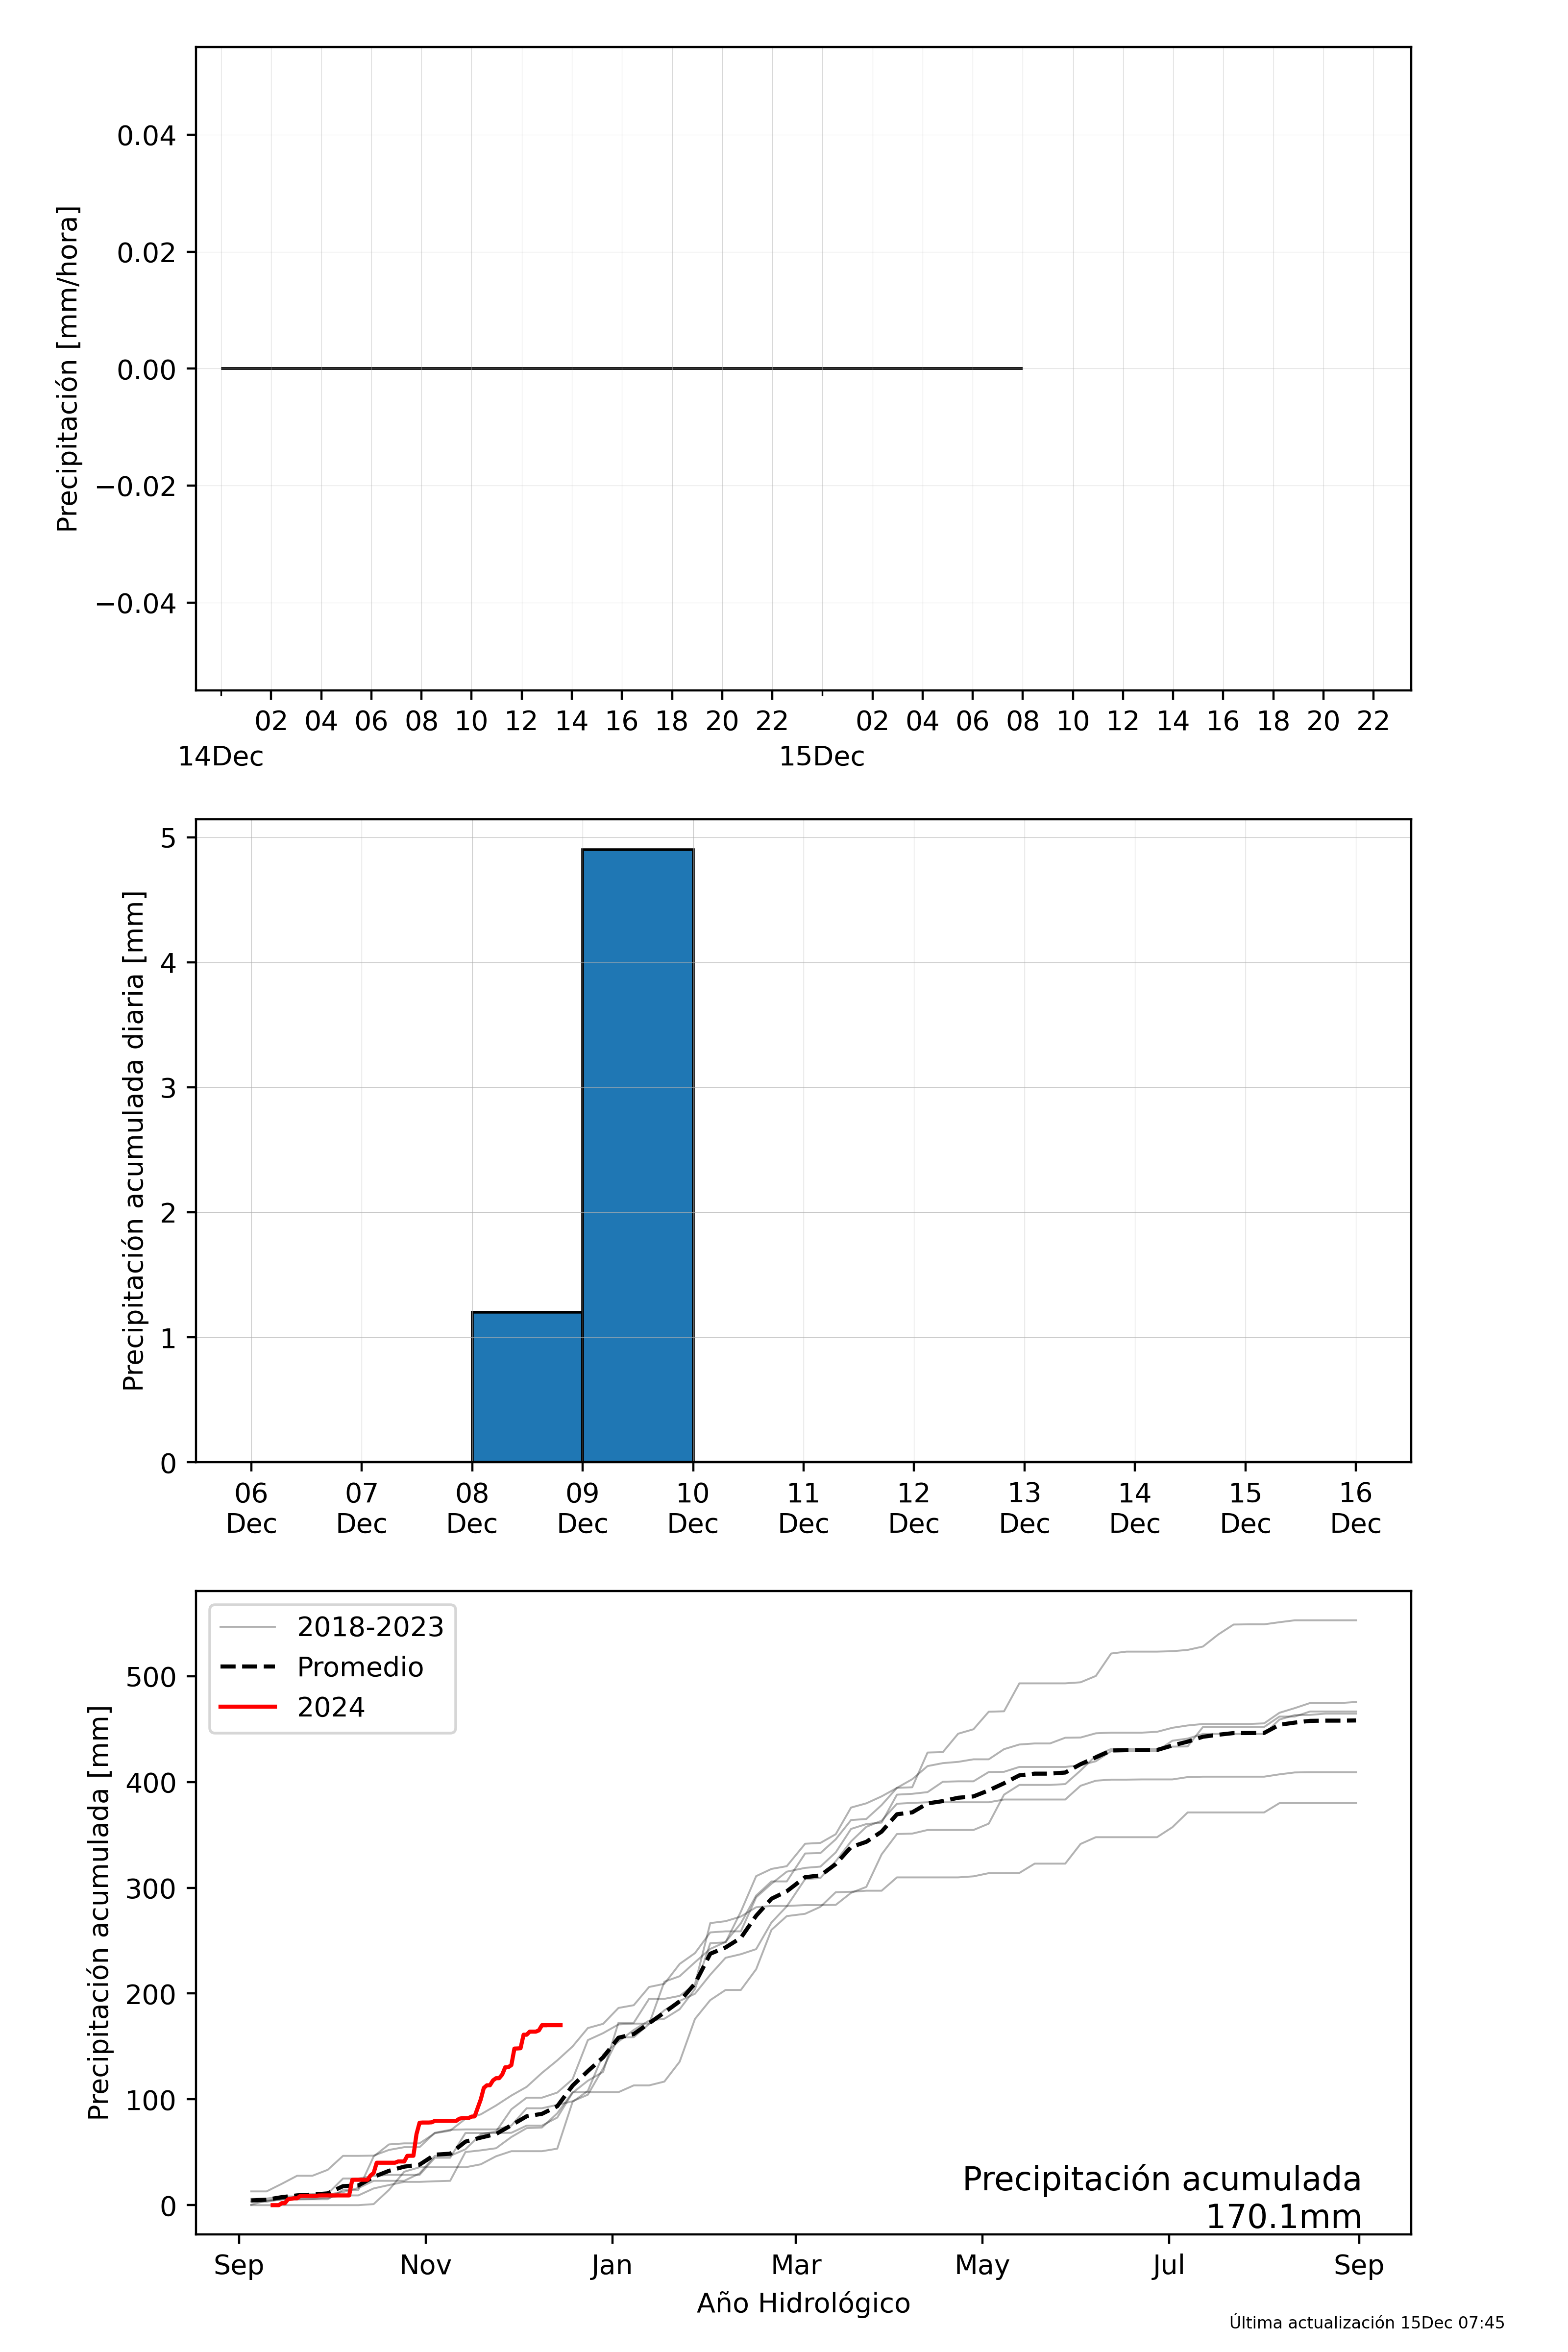 Precipitación [mm/hora]
0.04
0.02
0.00
−0.02
−0.04
02 04 06 08 10 12 14 16 18 20 22 02 04 06 08 10 12 14 16 18 20 22
14Dec 15Dec
Precipitación acumulada diaria [mm]
5
4
3
2
1
0
06 07 08 09 10 11 12 13 14 15 16
Dec Dec Dec Dec Dec Dec Dec Dec Dec Dec Dec
Precipitación acumulada [mm]
2018-2023
Promedio
2024
500
400
300
200
100
0
Precipitación acumulada
170.1mm
Sep Nov Jan Mar May Jul Sep
Año Hidrológico
Última actualización 15Dec 07:45